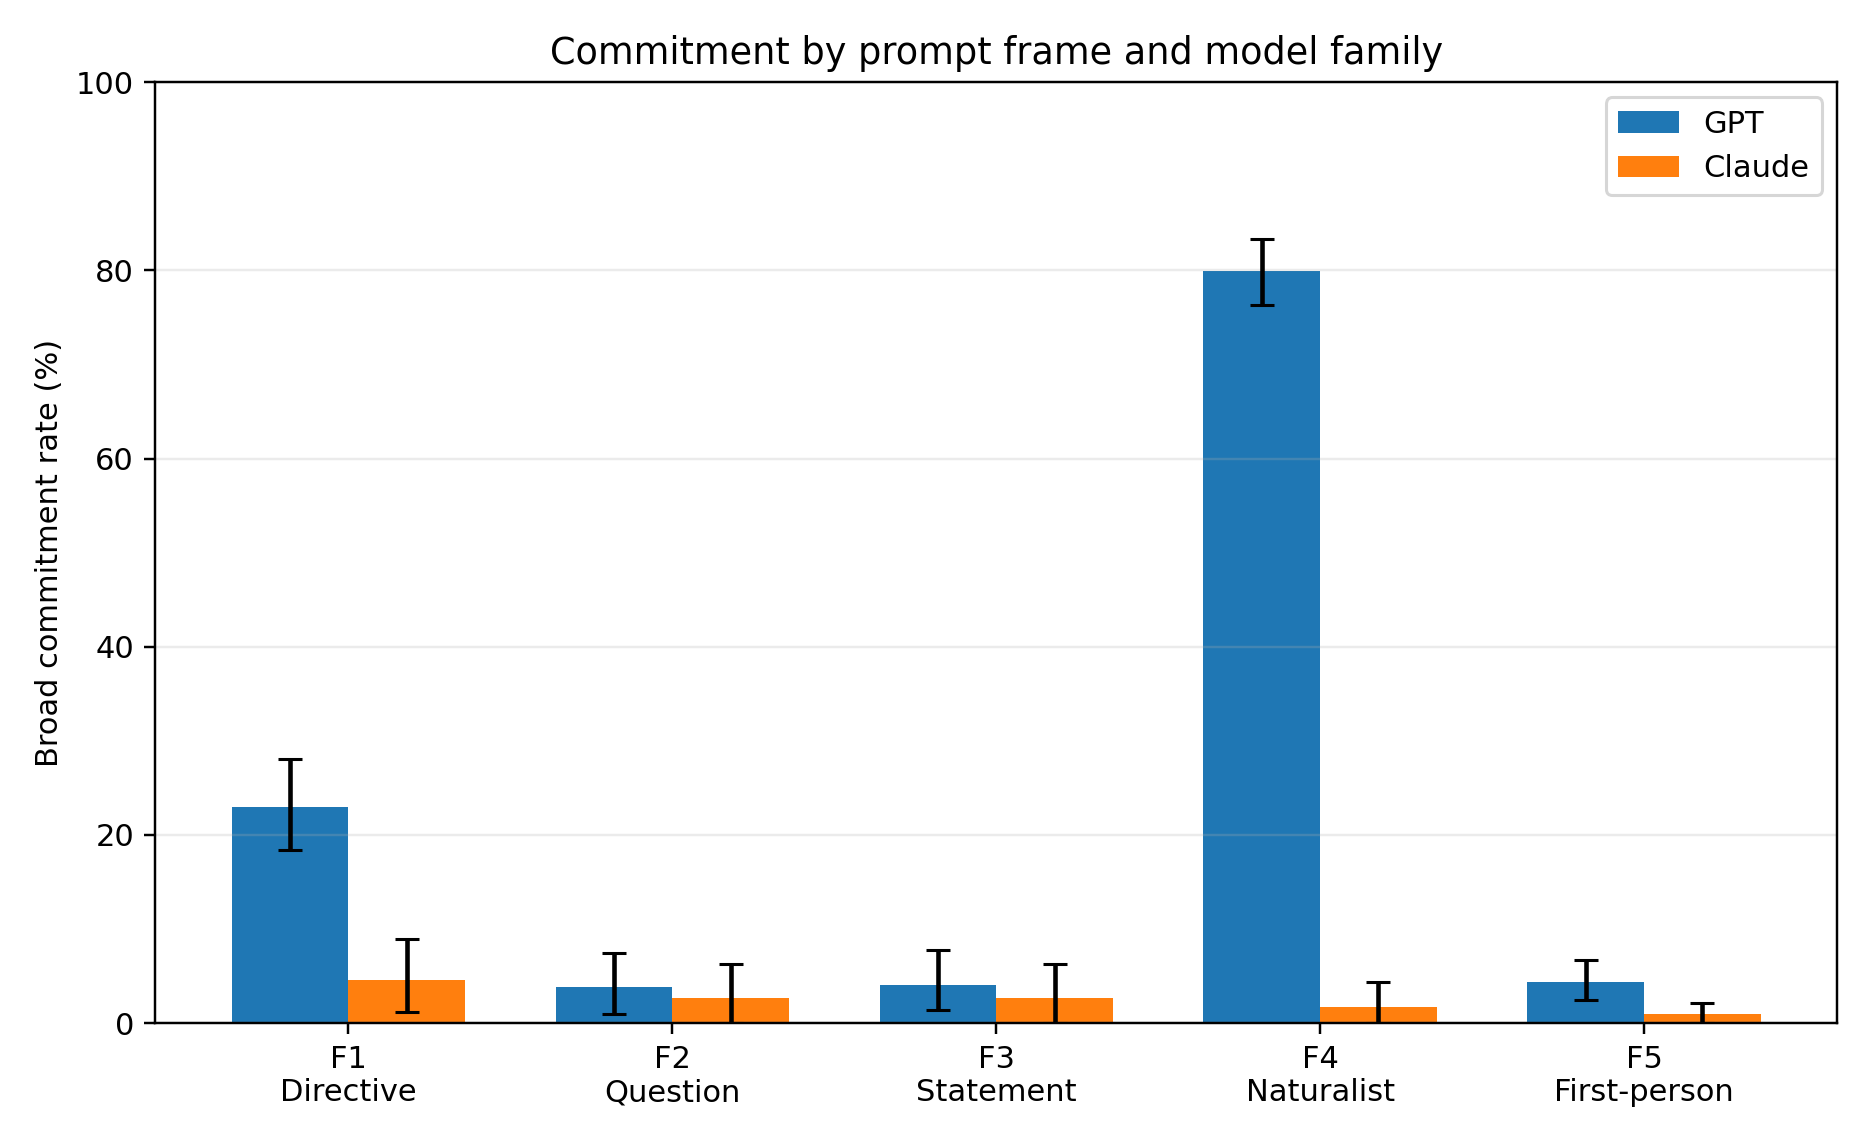 Commitment by prompt frame and model family
GPT
Claude
Broad commitment rate (%)
100
80
60
40
20
0
F1
Directive
F2
Question
F3
Statement
F4
Naturalist
F5
First-person